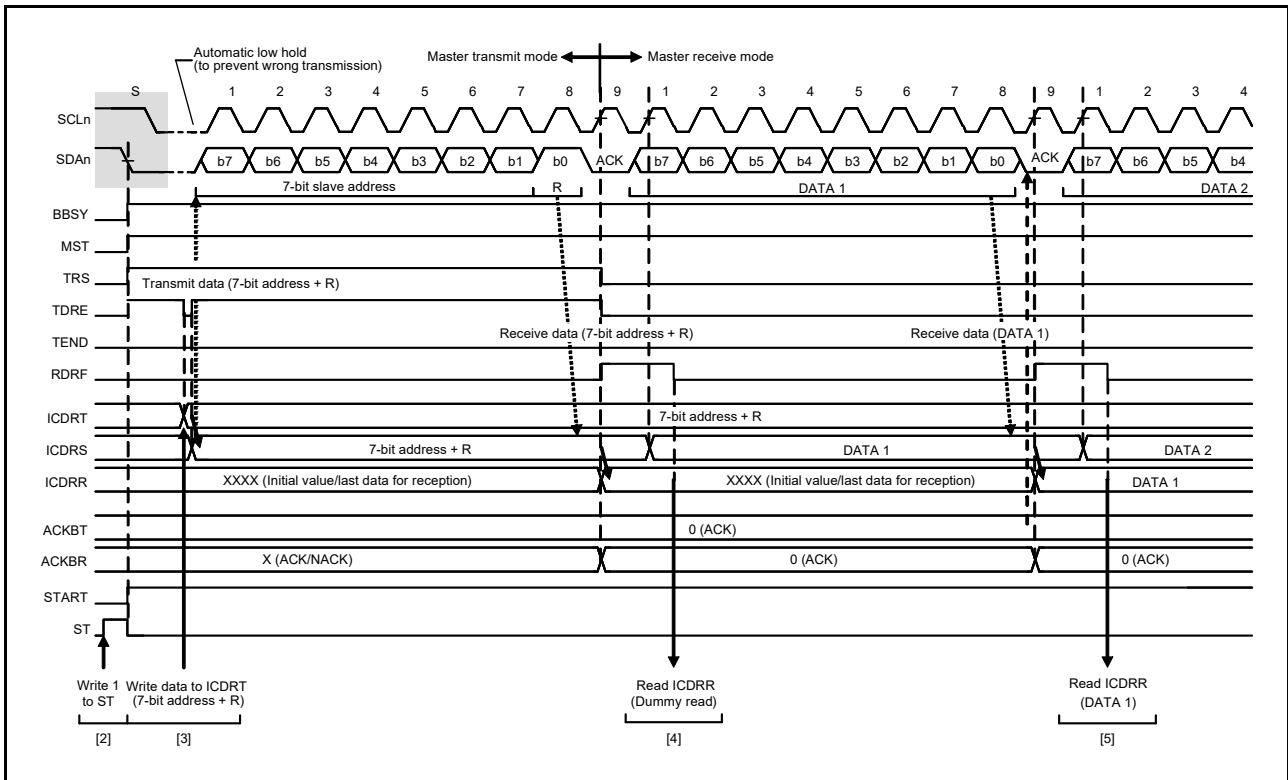 Automatic low hold
(to prevent wrong transmission)
Master transmit mode
Master receive mode
S 1 2 3 4 5 6 7 8 9 1 2 3 4 5 6 7 8 9 1 2 3 4
SCLn
SDAn b7 b6 b5 b4 b3 b2 b1 b0 ACK b7 b6 b5 b4 b3 b2 b1 b0 ACK b7 b6 b5 b4
7-bit slave address R DATA 1 DATA 2
BBSY
MST
TRS
Transmit data (7-bit address + R)
TDRE
Receive data (7-bit address + R) Receive data (DATA 1)
TEND
RDRF
ICDRT 7-bit address + R
ICDRS 7-bit address + R DATA 1 DATA 2
ICDRR XXXX (Initial value/last data for reception) XXXX (Initial value/last data for reception) DATA 1
ACKBT 0 (ACK)
ACKBR X (ACK/NACK) 0 (ACK) 0 (ACK)
START
ST
Write 1
to ST
Write data to ICDRT
(7-bit address + R)
Read ICDRR
(Dummy read)
Read ICDRR
(DATA 1)
[2] [3] [4] [5]